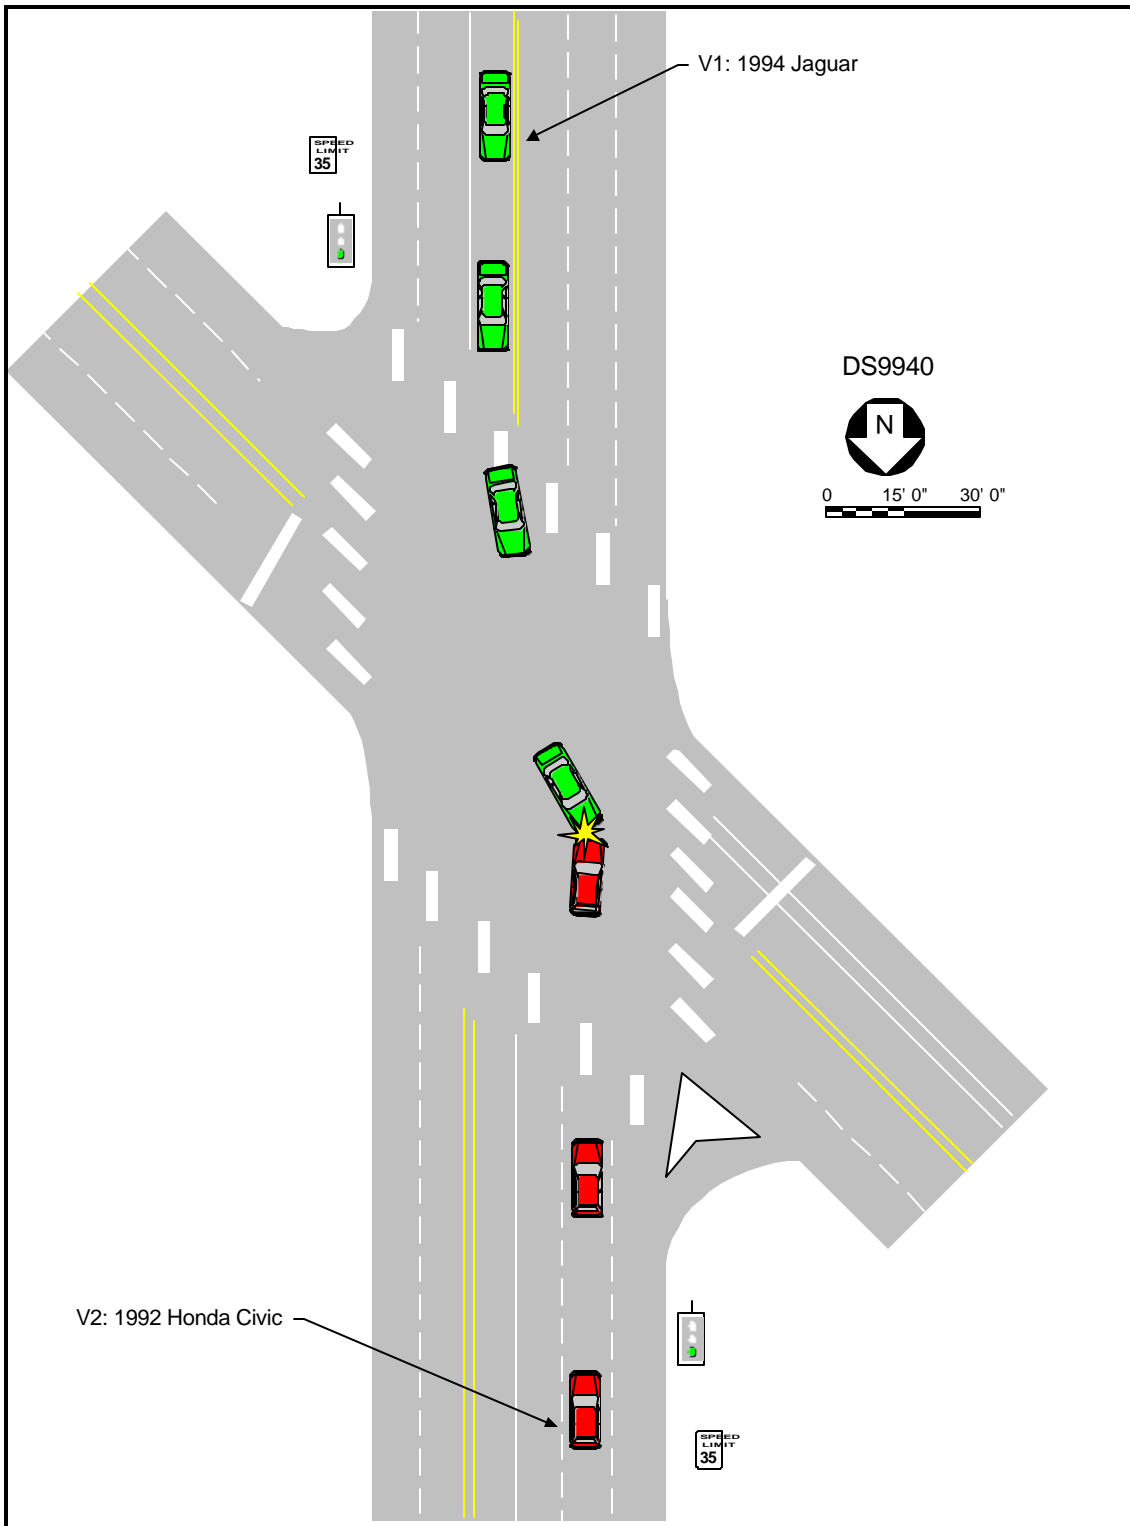 V1: 1994 Jaguar
SPEED
LIMIT
35
DS9940
N
0 15' 0" 30' 0"
V2: 1992 Honda Civic
SPEED
LIMIT
35